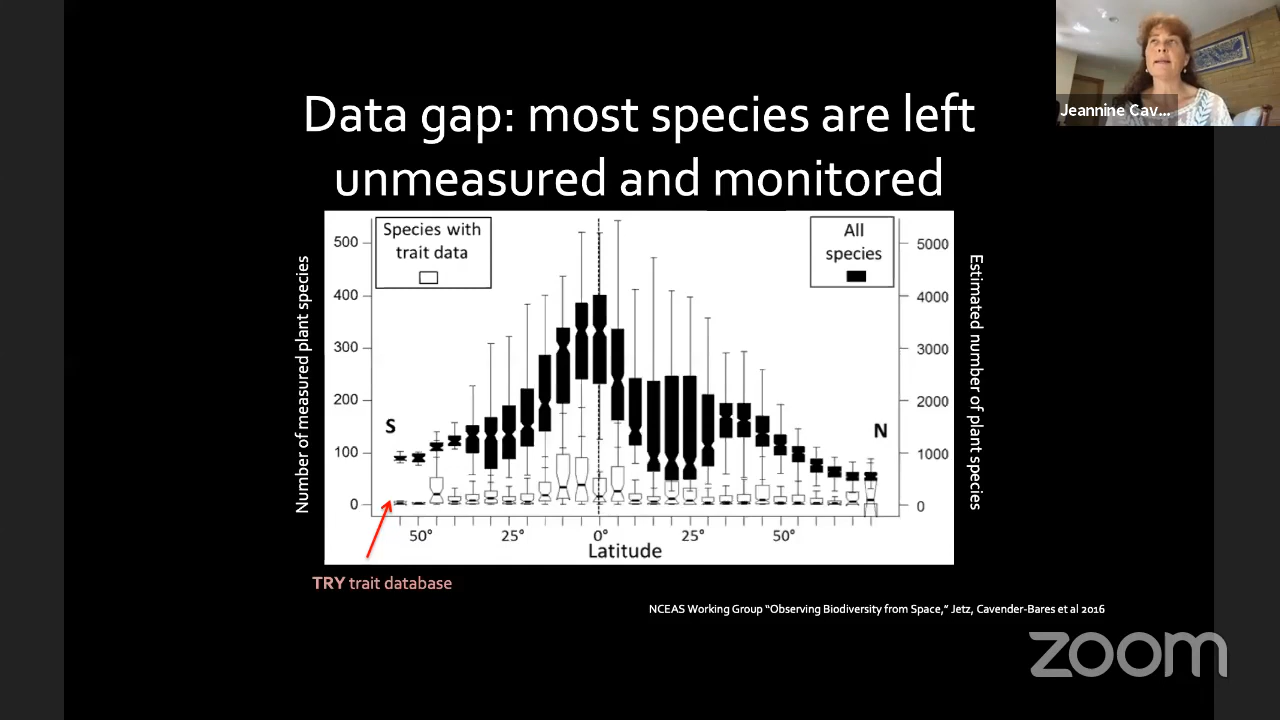 Jeannine Cav...
Data gap: most species are left
unmeasured and monitored
Species with
trait data
All
species
Number of measured plant species
500
400
300
200
100
0
5000
4000
3000
2000
1000
0
Estimated number of plant species
S
N
50°
25°
0°
25°
50°
Latitude
TRY trait database
NCEAS Working Group “Observing Biodiversity from Space,” Jetz, Cavender-Bares et al 2016
zoom